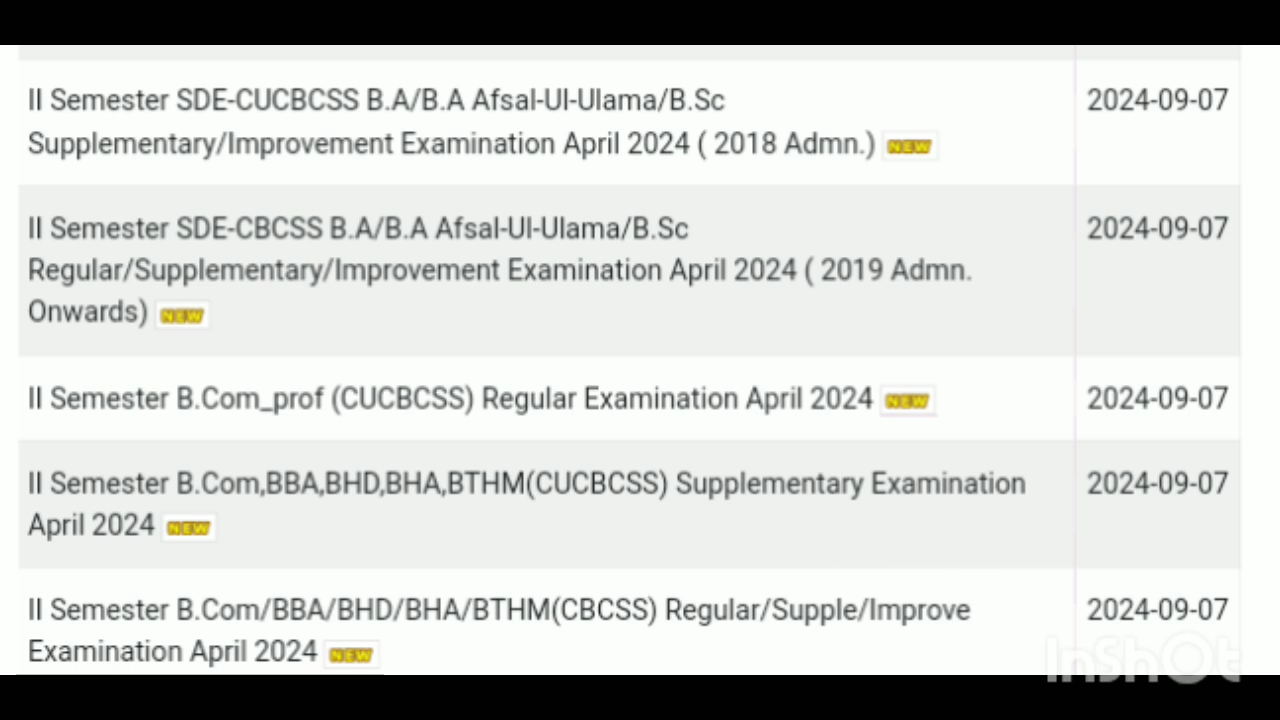 II Semester SDE-CUCBCSS B.A/B.A Afsal-Ul-Ulama/B.Sc 2024-09-07
Supplementary/Improvement Examination April 2024 ( 2018 Admn.) NEW
II Semester SDE-CBCSS B.A/B.A Afsal-Ul-Ulama/B.Sc 2024-09-07
Regular/Supplementary/Improvement Examination April 2024 ( 2019 Admn.
Onwards) NEW
II Semester B.Com_prof (CUCBCSS) Regular Examination April 2024 NEW 2024-09-07
II Semester B.Com,BBA,BHD,BHA,BTHM(CUCBCSS) Supplementary Examination 2024-09-07
April 2024 NEW
II Semester B.Com/BBA/BHD/BHA/BTHM(CBCSS) Regular/Supple/Improve 2024-09-07
Examination April 2024 NEW
InShOt